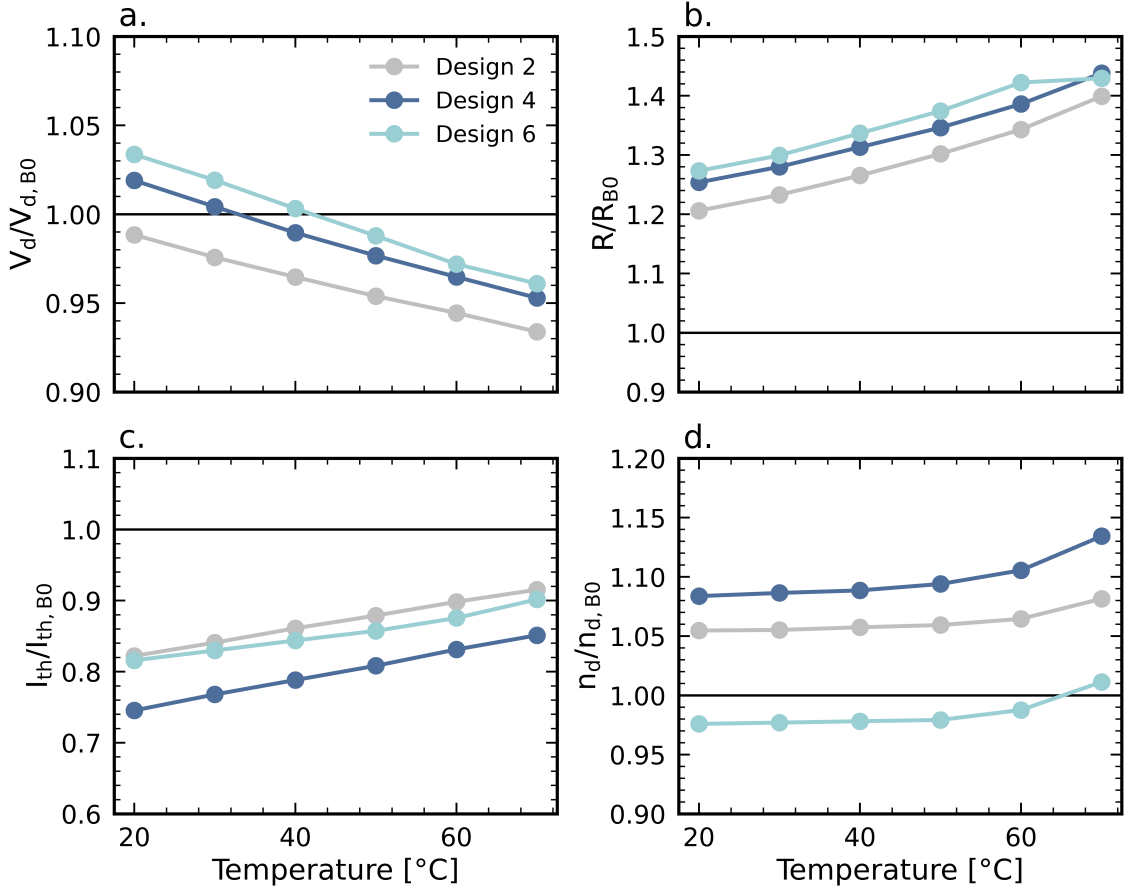 a.
1.10
1.05
1.00
0.95
0.90
Vd/Vd, B0
Design 2
Design 4
Design 6
b.
1.5
1.4
1.3
1.2
1.1
1.0
0.9
R/RB0
c.
1.1
1.0
0.9
0.8
0.7
0.6
Ith/Ith, B0
20 40 60
Temperature [°C]
d.
1.20
1.15
1.10
1.05
1.00
0.95
0.90
nd/nd, B0
20 40 60
Temperature [°C]